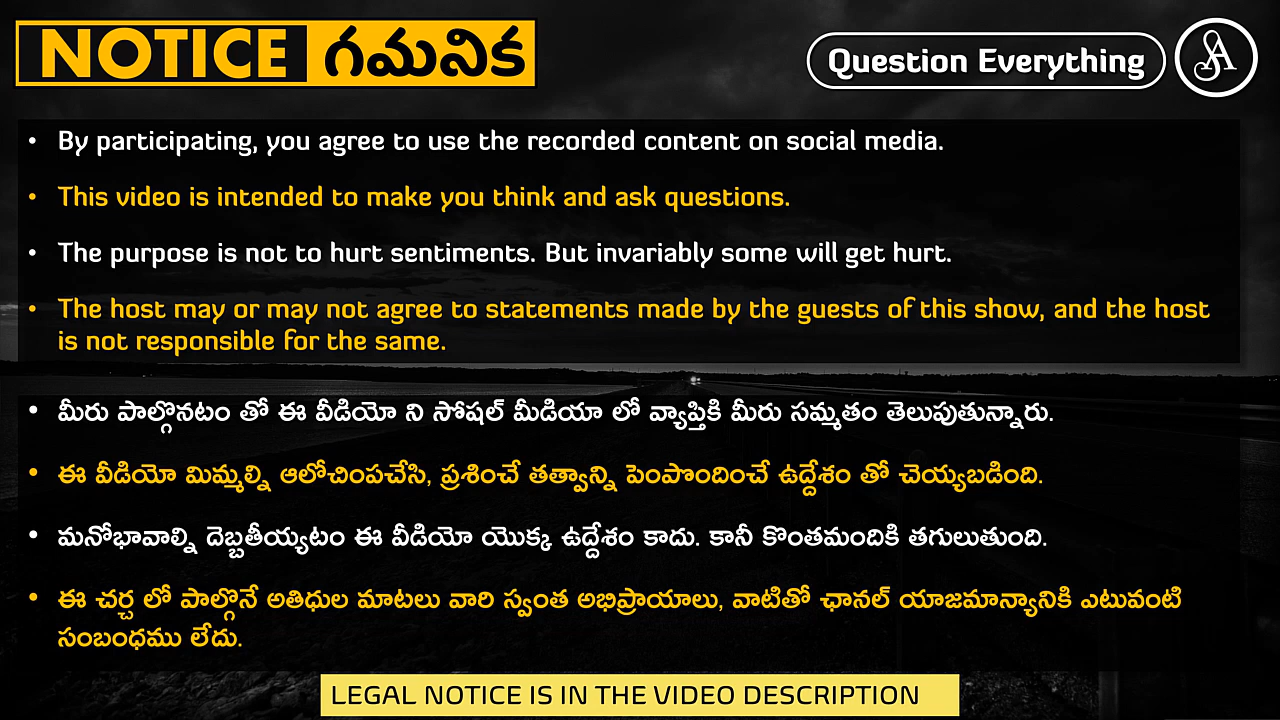 NOTICE గమనిక
Question Everything
• By participating, you agree to use the recorded content on social media.
• This video is intended to make you think and ask questions.
• The purpose is not to hurt sentiments. But invariably some will get hurt.
• The host may or may not agree to statements made by the guests of this show, and the host
is not responsible for the same.
• మీరు పాల్గొనటం తో ఈ వీడియో ని సోషల్ మీడియా లో వ్యాప్తికి మీరు సమ్మతం తెలుపుతున్నారు.
• ఈ వీడియో మిమ్మల్ని ఆలోచింపచేసి, ప్రశించే తత్వాన్ని పెంపొందించే ఉద్దేశం తో చెయ్యబడింది.
• మనోభావాల్ని దెబ్బతీయ్యటం ఈ వీడియో యొక్క ఉద్దేశం కాదు. కానీ కొంతమందికి తగులుతుంది.
• ఈ చర్చ లో పాల్గొనే అతిధుల మాటలు వారి స్వంత అభిప్రాయాలు, వాటితో ఛానల్ యాజమాన్యానికి ఎటువంటి
సంబంధము లేదు.
LEGAL NOTICE IS IN THE VIDEO DESCRIPTION